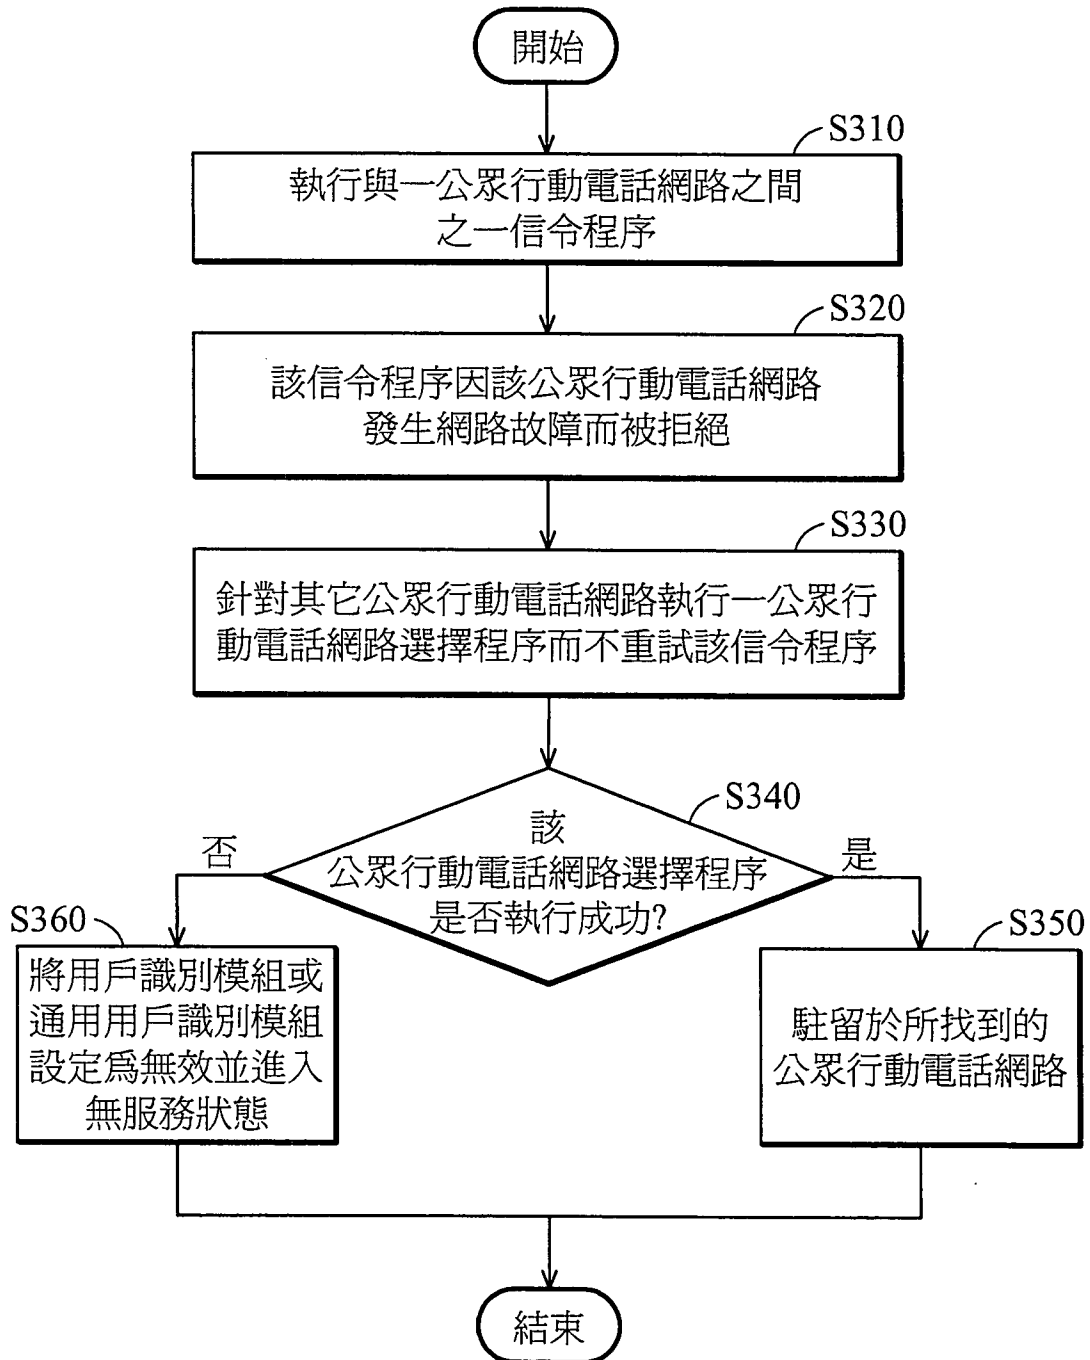 開始
S310
執行與一公眾行動電話網路之間
之一信令程序
S320
該信令程序因該公眾行動電話網路
發生網路故障而被拒絕
S330
針對其它公眾行動電話網路執行一公眾行
動電話網路選擇程序而不重試該信令程序
S340
該
公眾行動電話網路選擇程序
是否執行成功?
否
是
S360
將用戶識別模組或
通用用戶識別模組
設定爲無效並進入
無服務狀態
S350
駐留於所找到的
公眾行動電話網路
結束